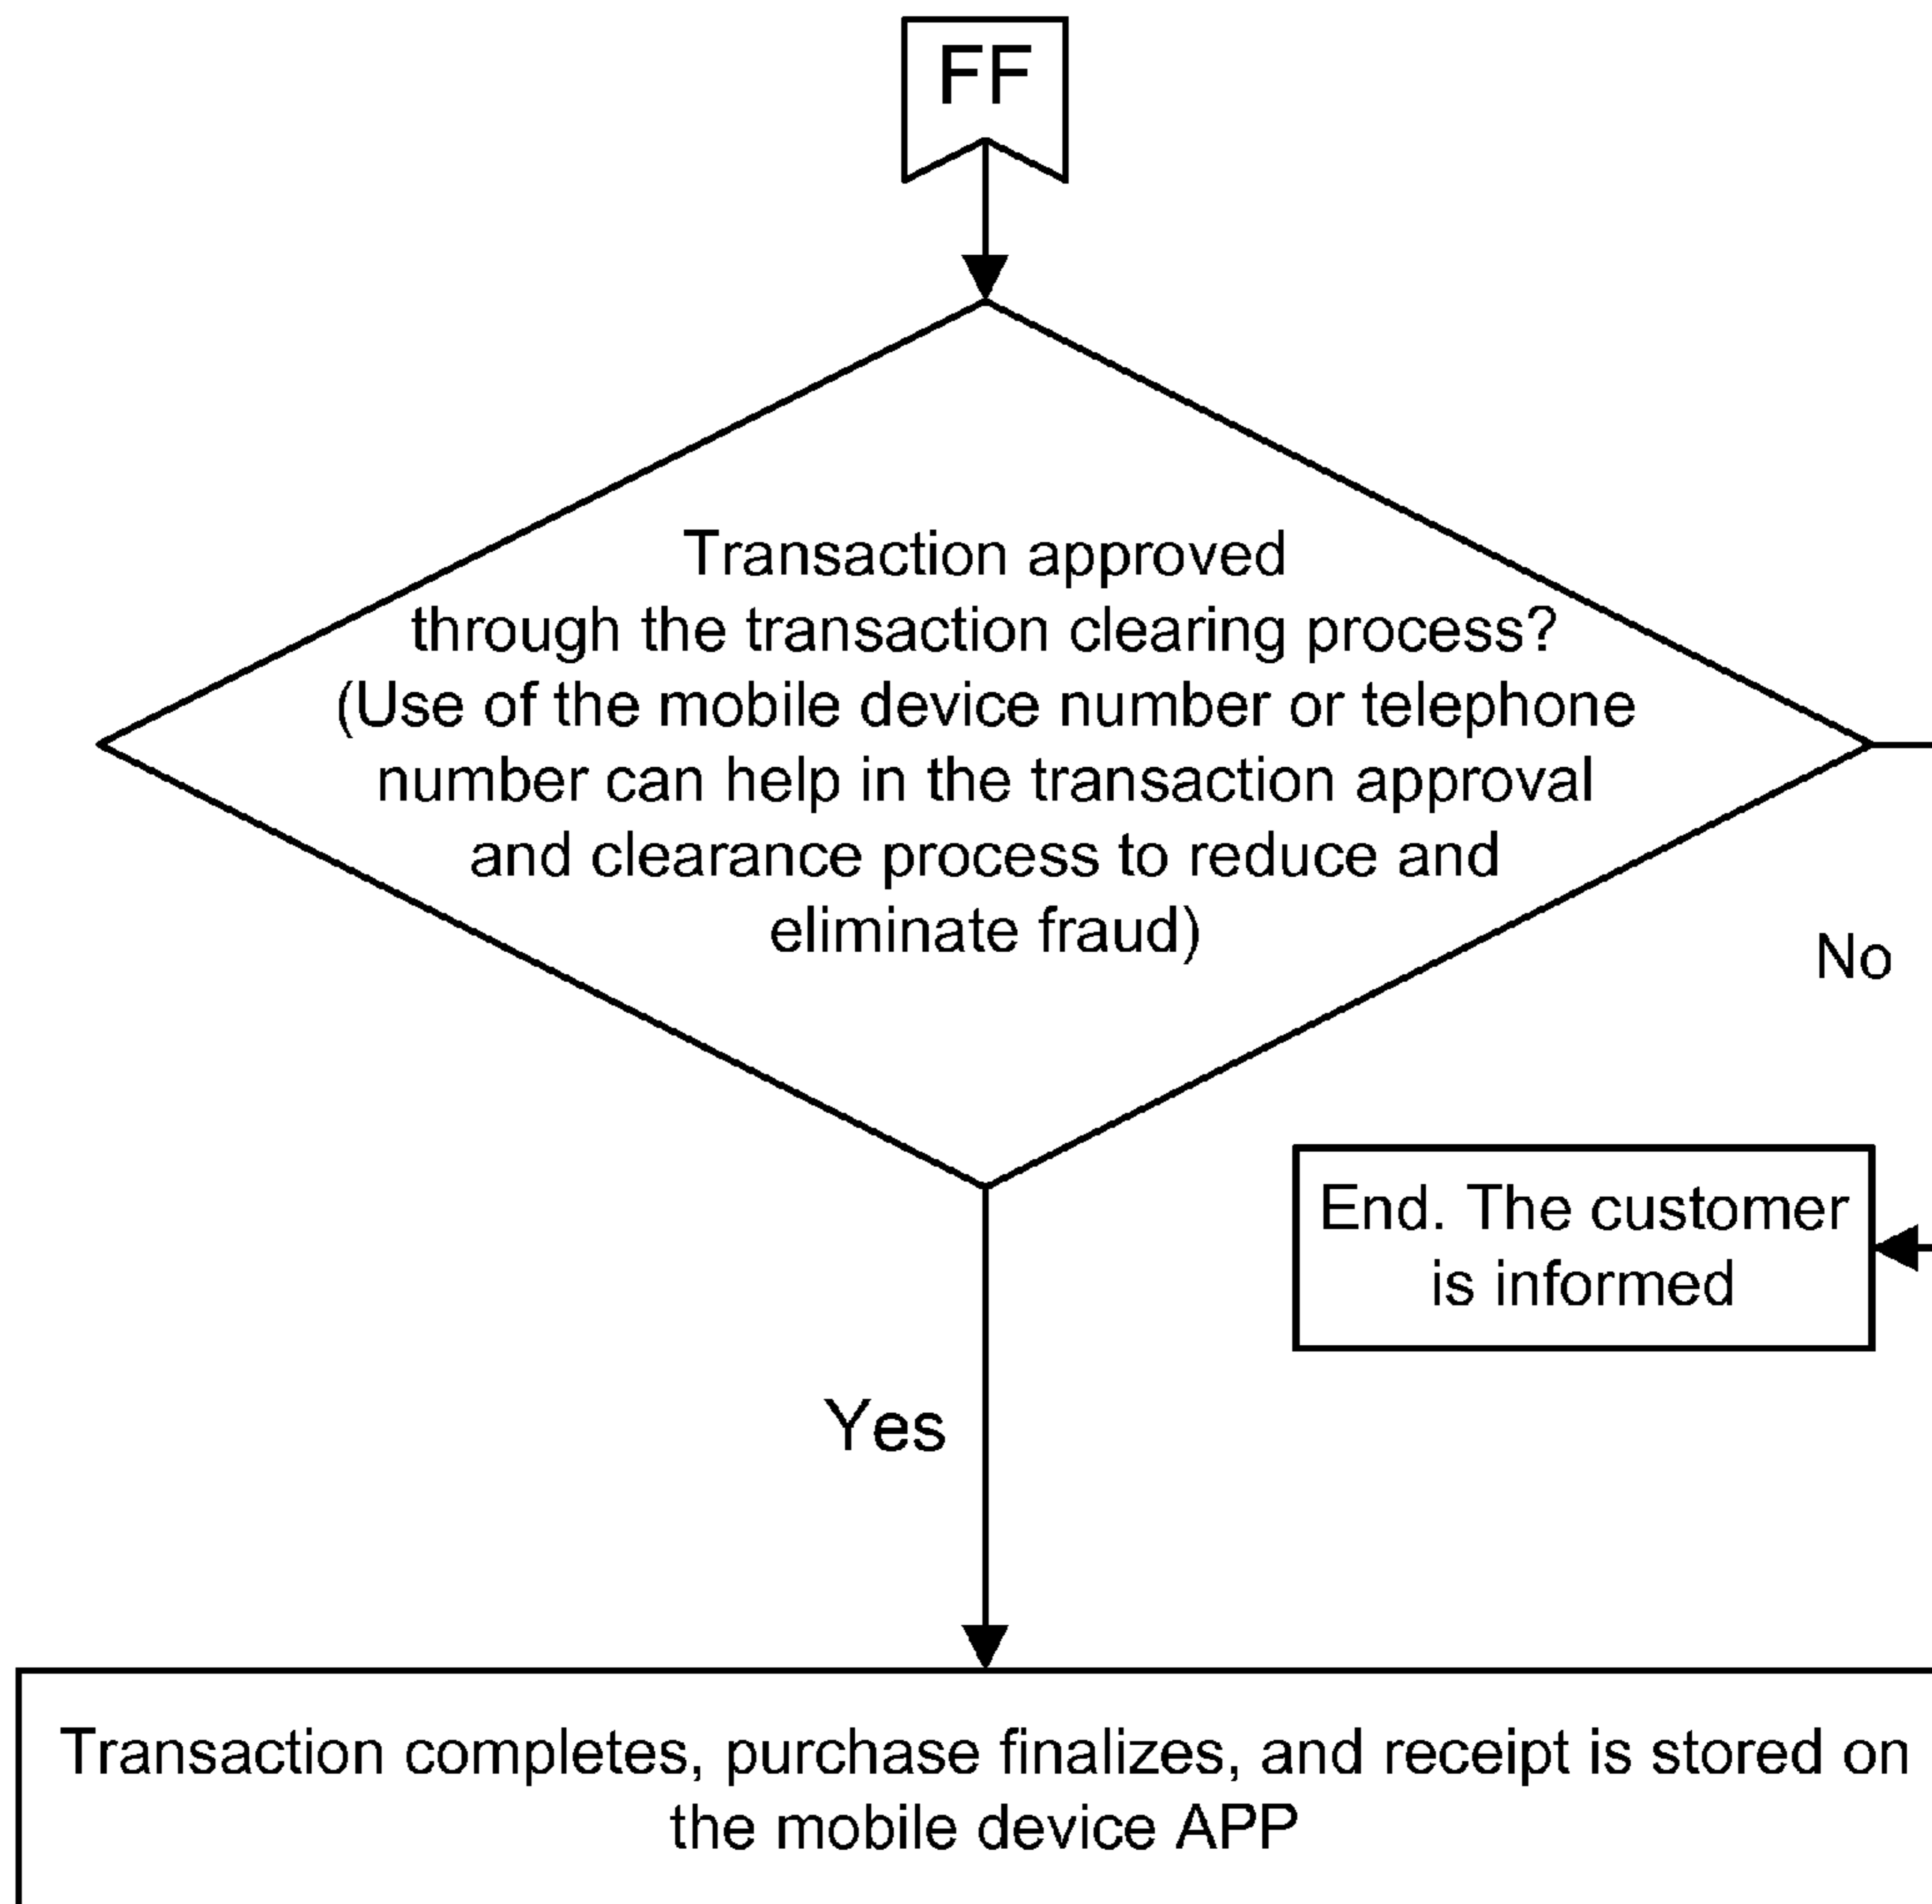 FF
Transaction approved
through the transaction clearing process?
(Use of the mobile device number or telephone
number can help in the transaction approval
and clearance process to reduce and
eliminate fraud)
No
End. The customer
is informed
Yes
Transaction completes, purchase finalizes, and receipt is stored on
the mobile device APP